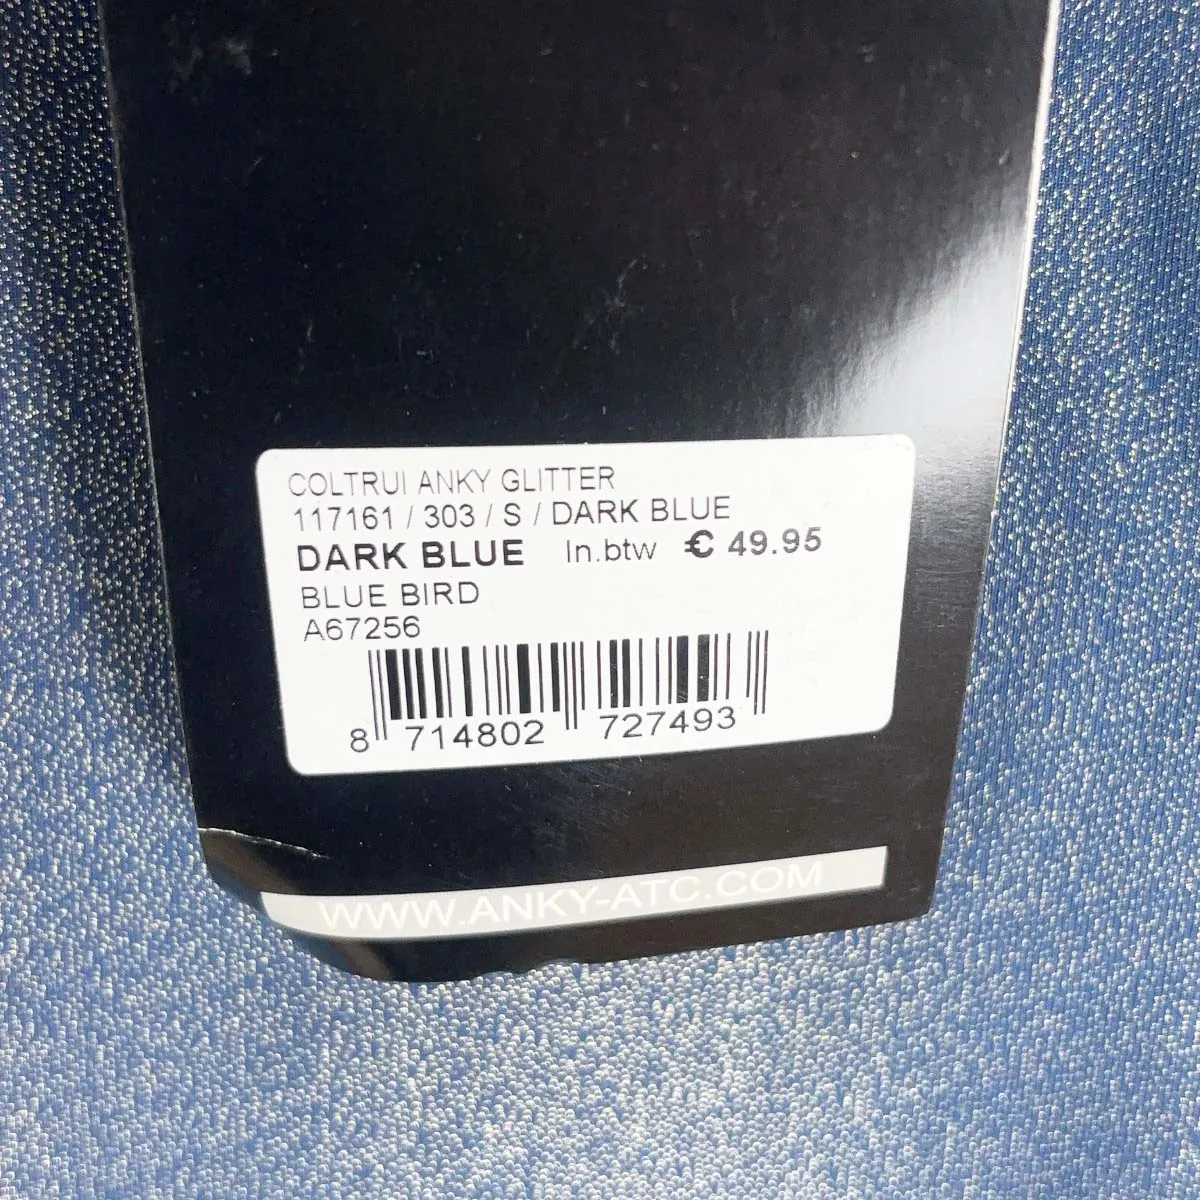 COLTRUI ANKY GLITTER
117161 / 303 / S / DARK BLUE
DARK BLUE In.btw € 49.95
BLUE BIRD
A67256
8 714802 727493
WWW.ANKY-ATC.COM